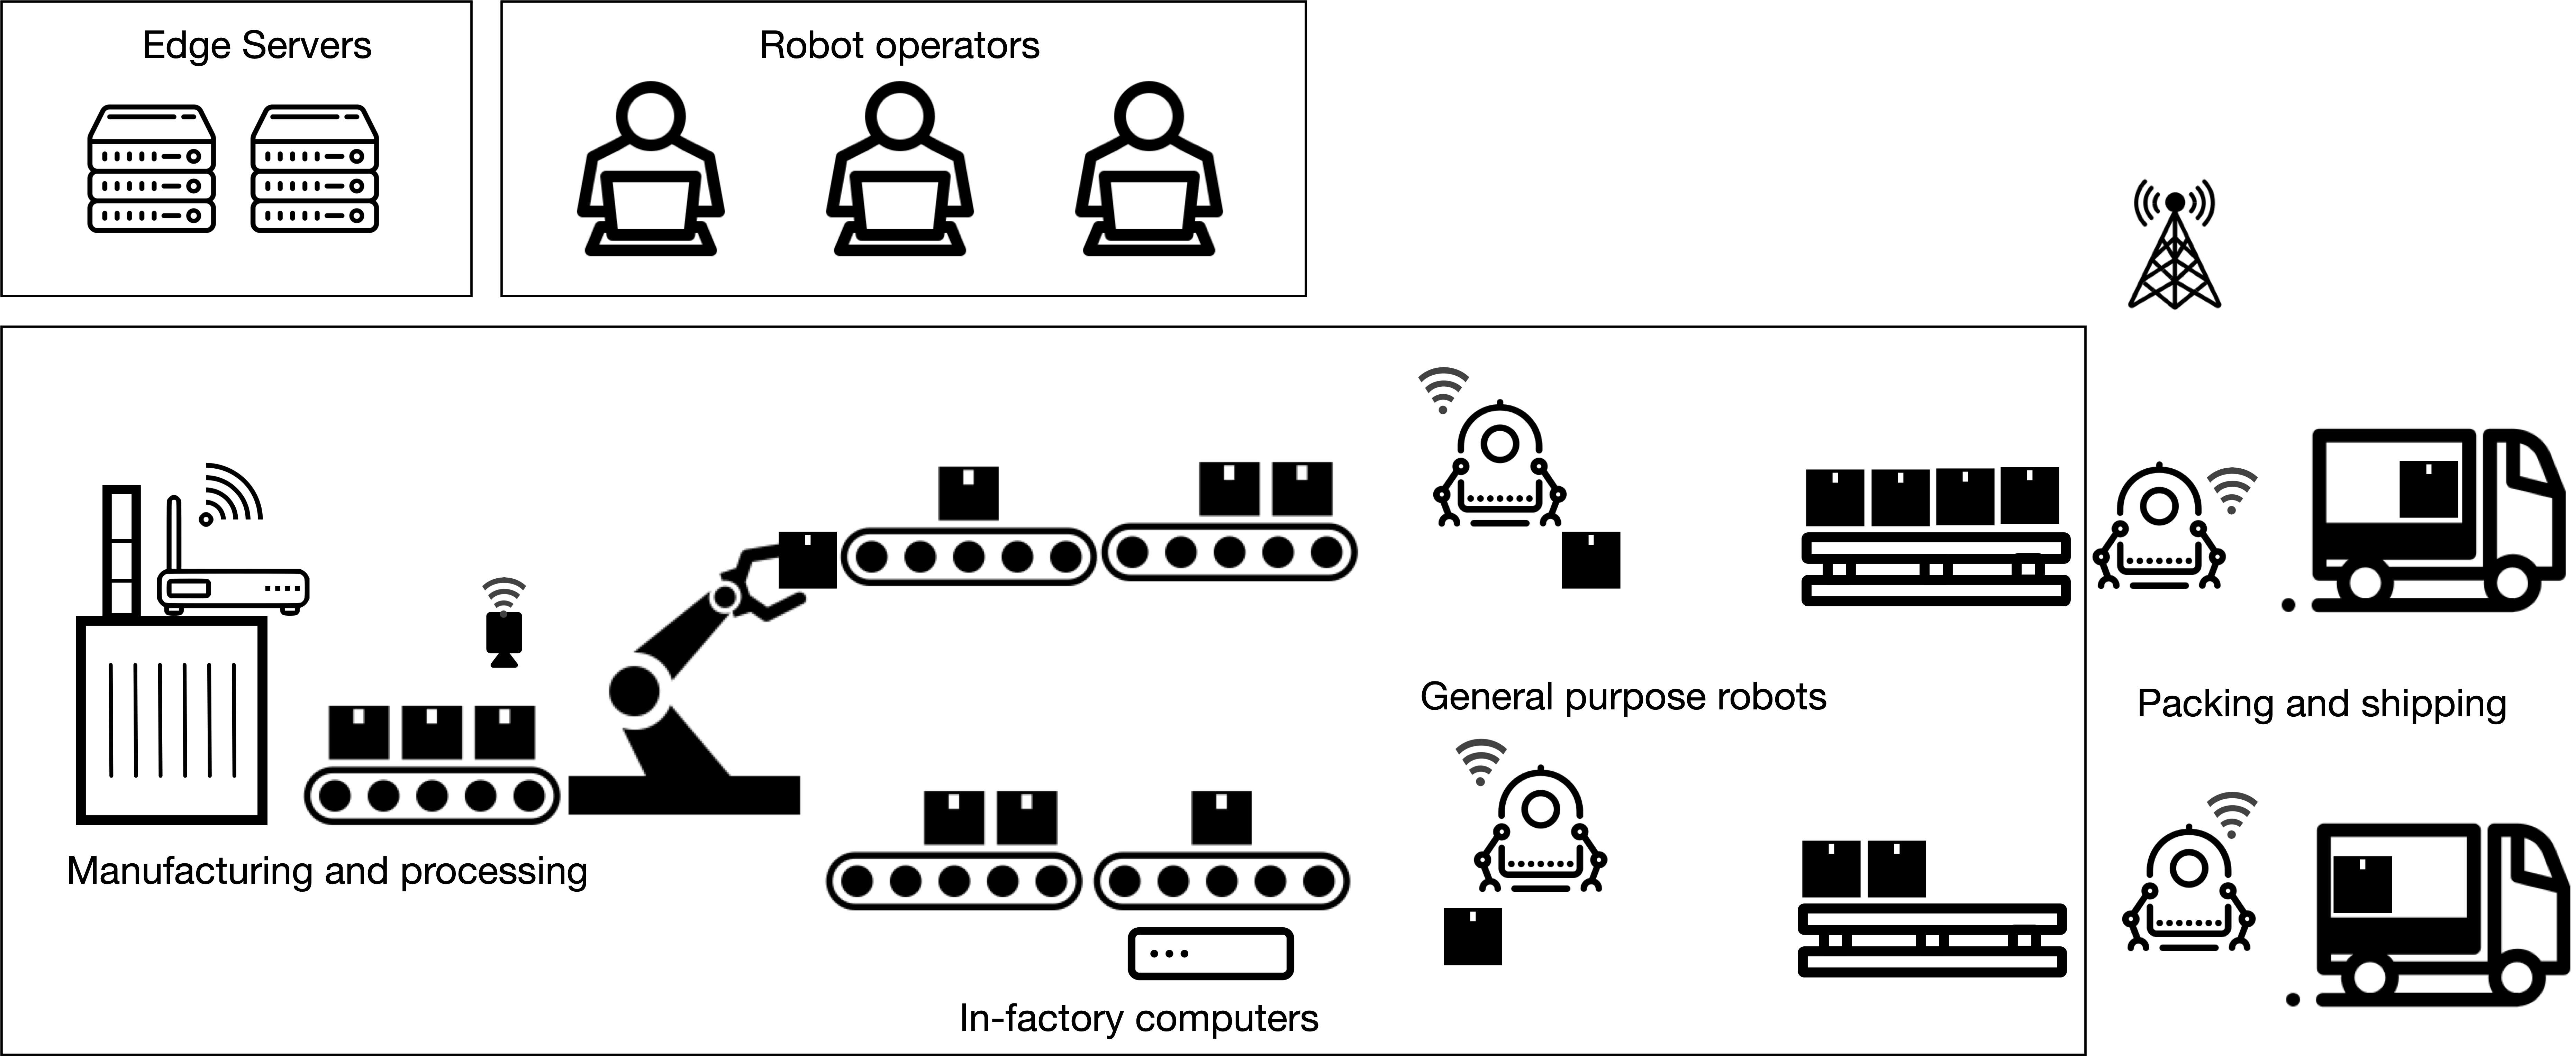 Edge Servers
Robot operators
General purpose robots
Packing and shipping
Manufacturing and processing
In-factory computers